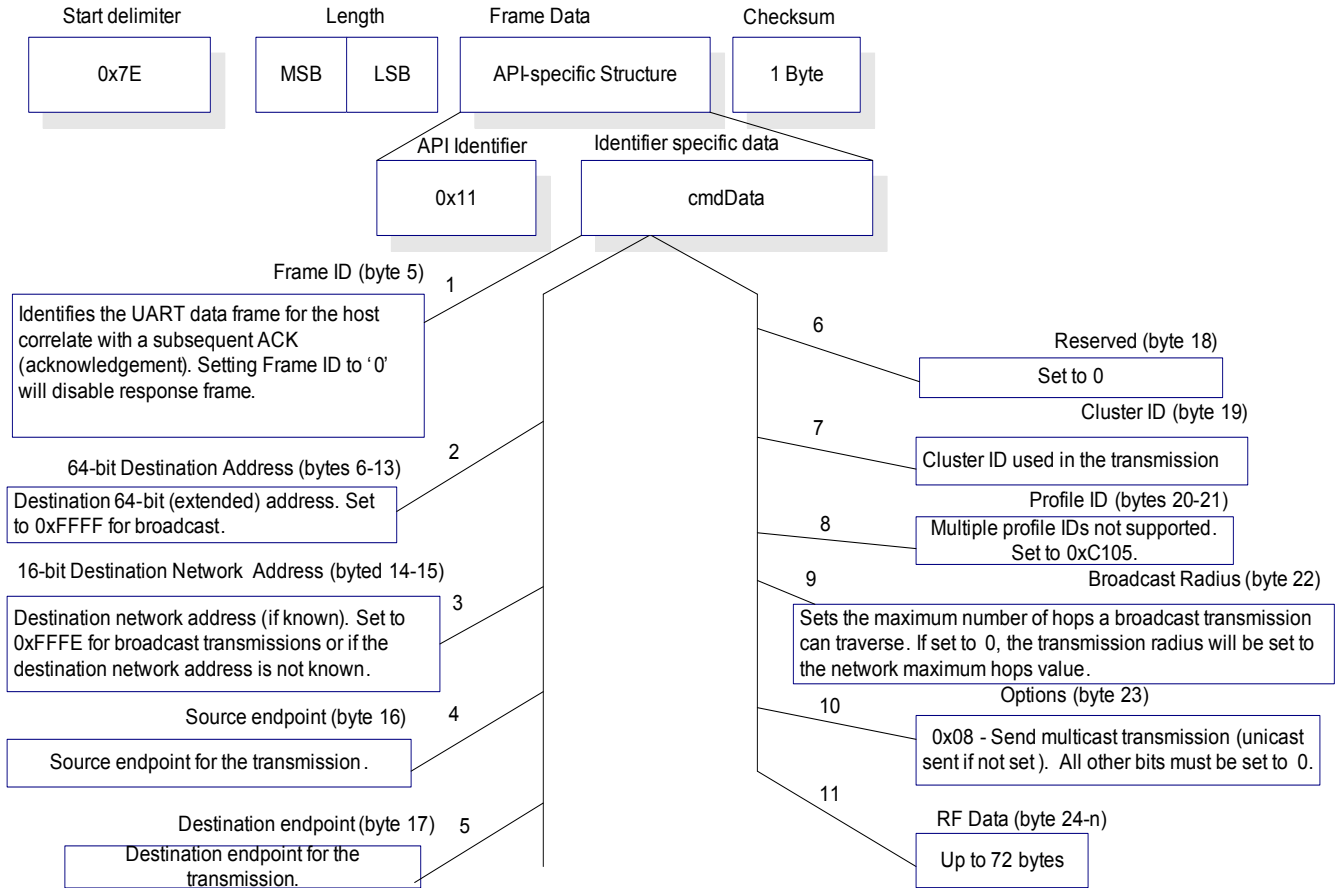 Start delimiter
Length
Frame Data
Checksum
0x7E
MSB
LSB
API-specific Structure
1 Byte
API Identifier
Identifier specific data
0x11
cmdData
Frame ID (byte 5)
1
Identifies the UART data frame for the host
correlate with a subsequent ACK
(acknowledgement). Setting Frame ID to ‘0’
will disable response frame.
2
64-bit Destination Address (bytes 6-13)
Destination 64-bit (extended) address. Set
to 0xFFFF for broadcast.
16-bit Destination Network Address (byted 14-15)
3
Destination network address (if known). Set to
0xFFFE for broadcast transmissions or if the
destination network address is not known.
Source endpoint (byte 16)
4
Source endpoint for the transmission.
Destination endpoint (byte 17)
5
Destination endpoint for the
transmission.
6
Reserved (byte 18)
Set to 0
Cluster ID (byte 19)
7
Cluster ID used in the transmission
Profile ID (bytes 20-21)
8
Multiple profile IDs not supported.
Set to 0xC105.
9
Broadcast Radius (byte 22)
Sets the maximum number of hops a broadcast transmission
can traverse. If set to 0, the transmission radius will be set to
the network maximum hops value.
Options (byte 23)
10
0x08 - Send multicast transmission (unicast
sent if not set). All other bits must be set to 0.
11
RF Data (byte 24-n)
Up to 72 bytes